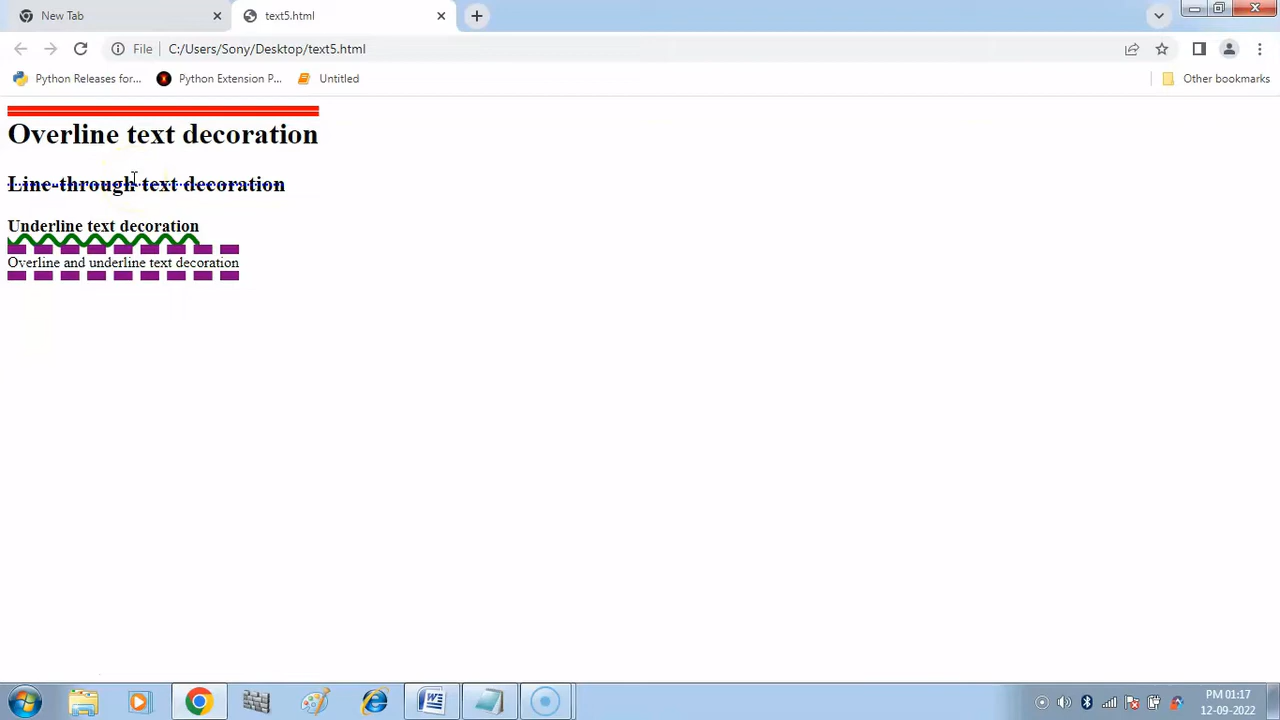 New Tab
text5.html
File C:/Users/Sony/Desktop/text5.html
Python Releases for... Python Extension P... Untitled Other bookmarks
Overline text decoration
Line-through text decoration
Underline text decoration
Overline and underline text decoration
PM 01:17
12-09-2022